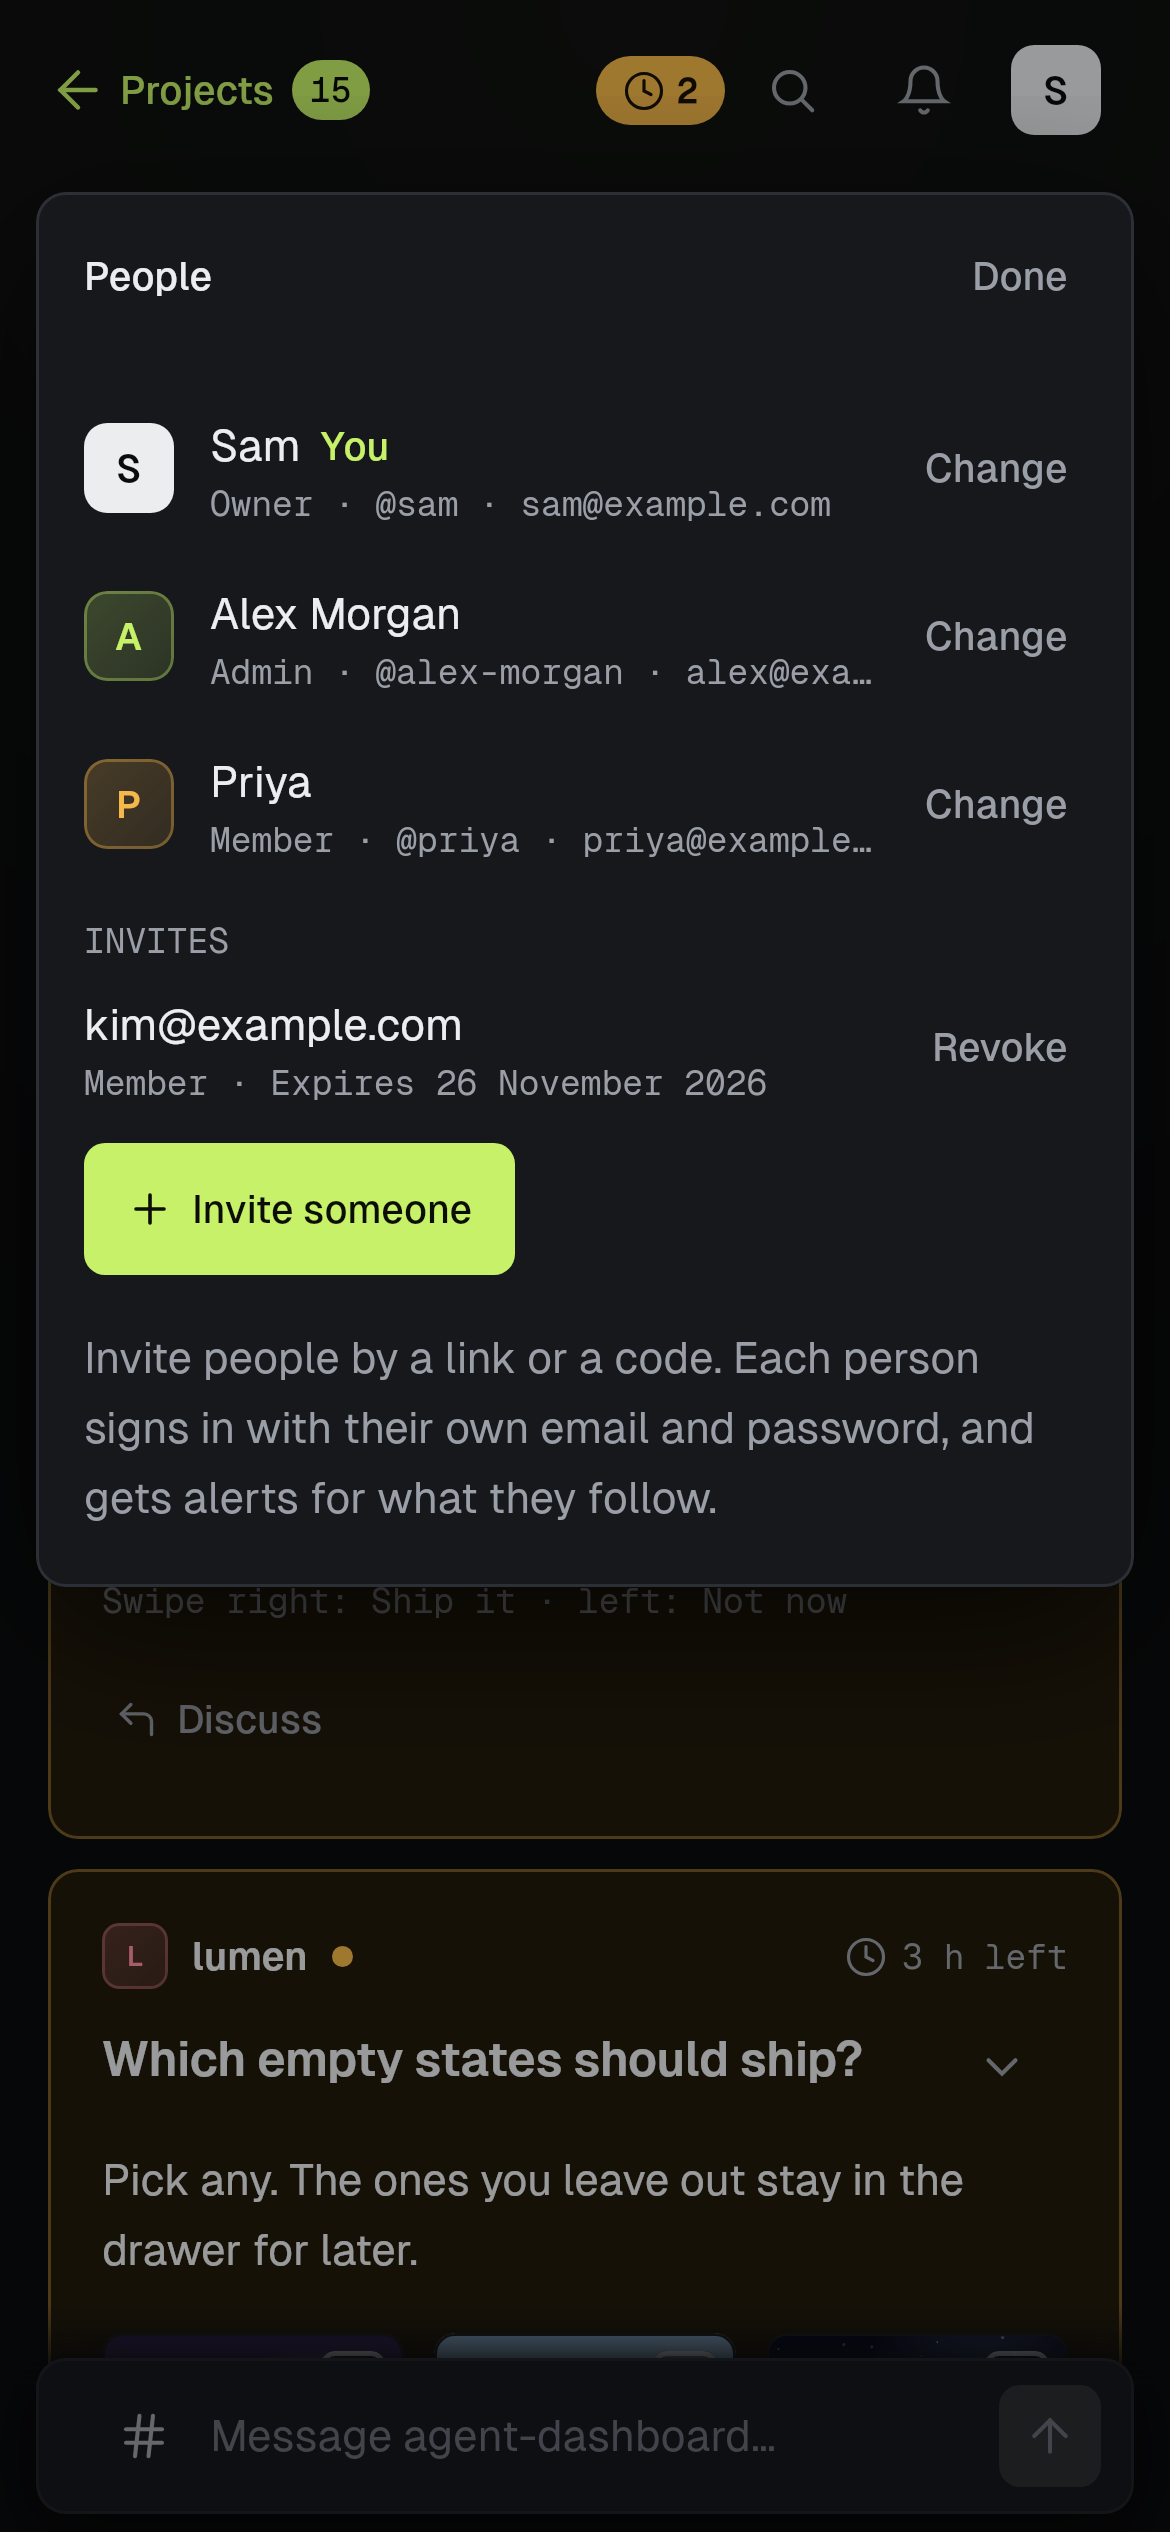 Projects 15 2 S
People Done
S Sam You Change
Owner · @sam · sam@example.com
A Alex Morgan Change
Admin · @alex-morgan · alex@exa…
P Priya Change
Member · @priya · priya@example…
INVITES
kim@example.com Revoke
Member · Expires 26 November 2026
+ Invite someone
Invite people by a link or a code. Each person
signs in with their own email and password, and
gets alerts for what they follow.
Swipe right: Ship it · left: Not now
Discuss
L lumen 3 h left
Which empty states should ship?
Pick any. The ones you leave out stay in the
drawer for later.
# Message agent-dashboard…